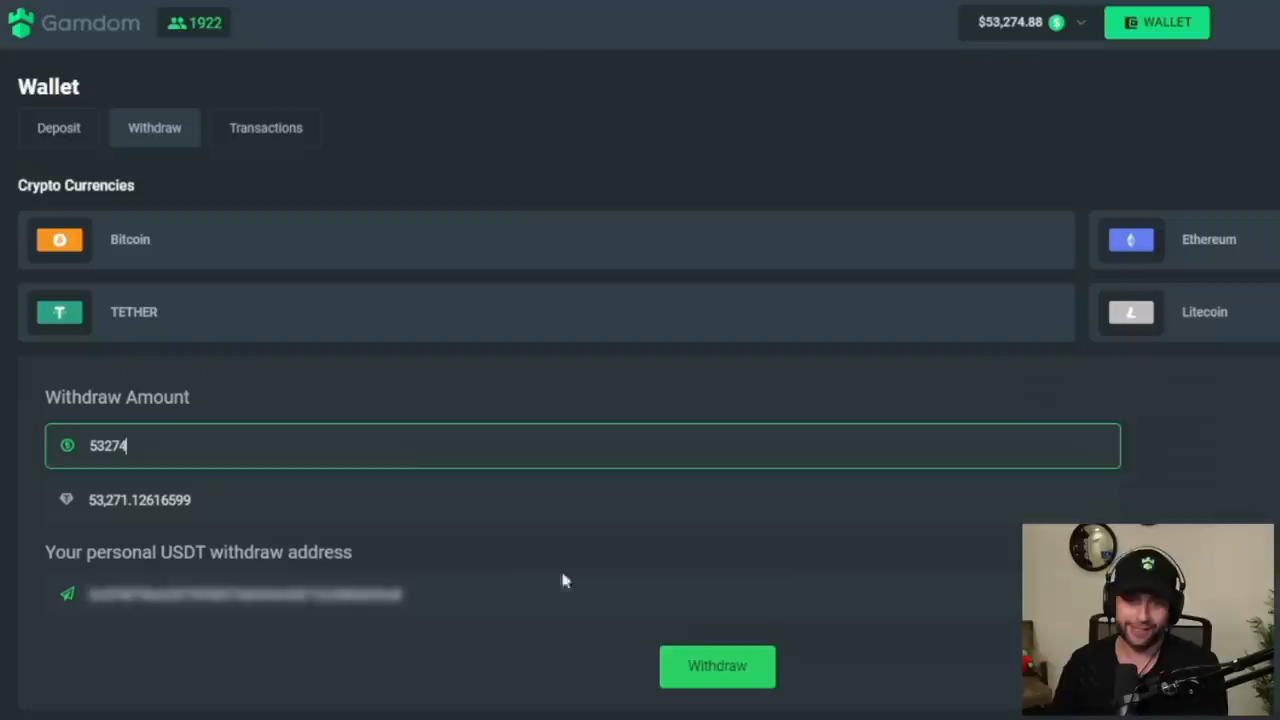 Gamdom
1922
$53,274.88
WALLET
Wallet
Deposit
Withdraw
Transactions
Crypto Currencies
Bitcoin
Ethereum
TETHER
Litecoin
Withdraw Amount
53274
53,271.12616599
Your personal USDT withdraw address
Withdraw